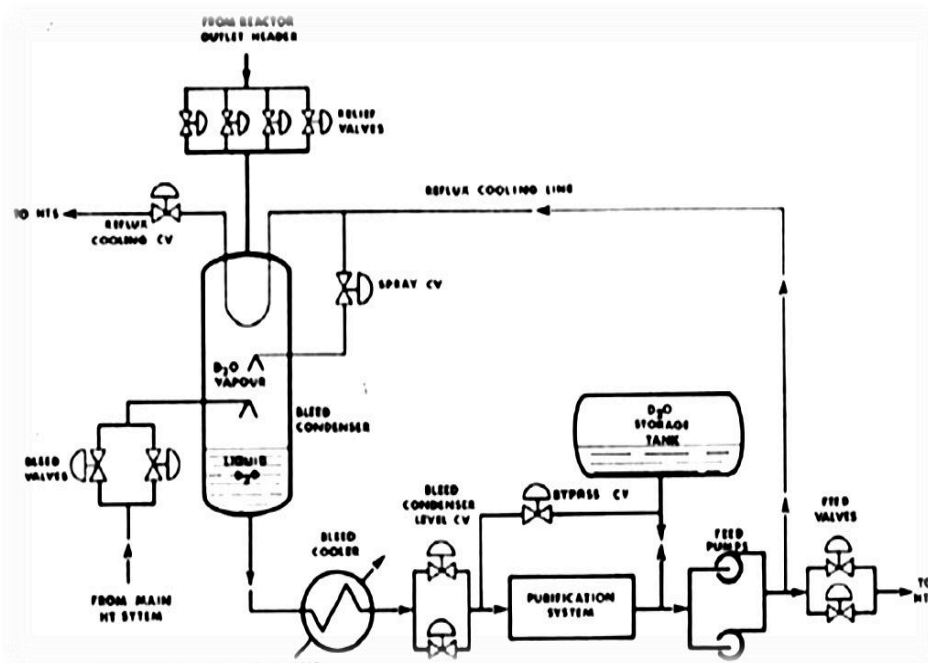 FROM REACTOR
OUTLET HEADER
RELIEF
VALVES
REFLUX COOLING LINE
TO HTS
REFLUX
COOLING CV
SPRAY CV
D2O
VAPOUR
BLEED
CONDENSER
D2O
STORAGE
TANK
BLEED
VALVES
LIQUID
D2O
BLEED
CONDENSER
LEVEL CV
BYPASS CV
FEED
VALVES
BLEED
COOLER
FEED
PUMPS
FROM MAIN
HT SYTEM
PURIFICATION
SYSTEM
TO